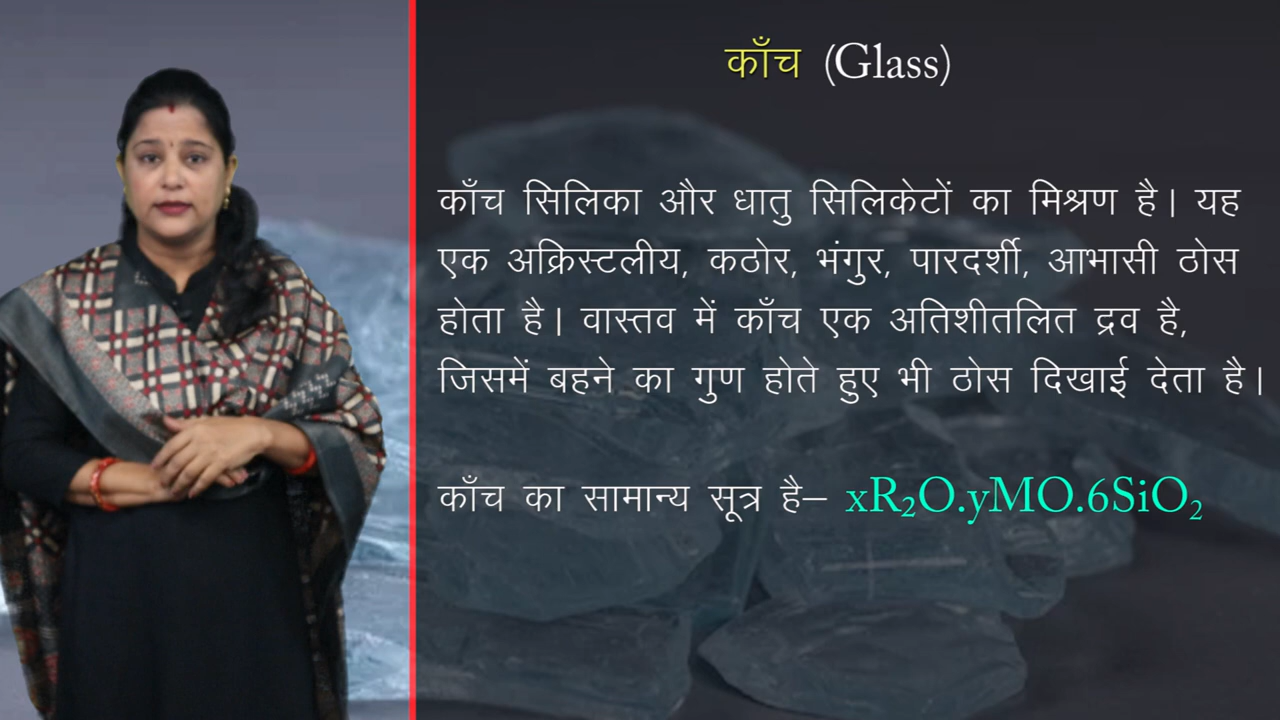 काँच (Glass)
काँच सिलिका और धातु सिलिकेटों का मिश्रण है। यह
एक अक्रिस्टलीय, कठोर, भंगुर, पारदर्शी, आभासी ठोस
होता है। वास्तव में काँच एक अतिशीतलित द्रव है,
जिसमें बहने का गुण होते हुए भी ठोस दिखाई देता है।
काँच का सामान्य सूत्र है– xR₂O.yMO.6SiO₂